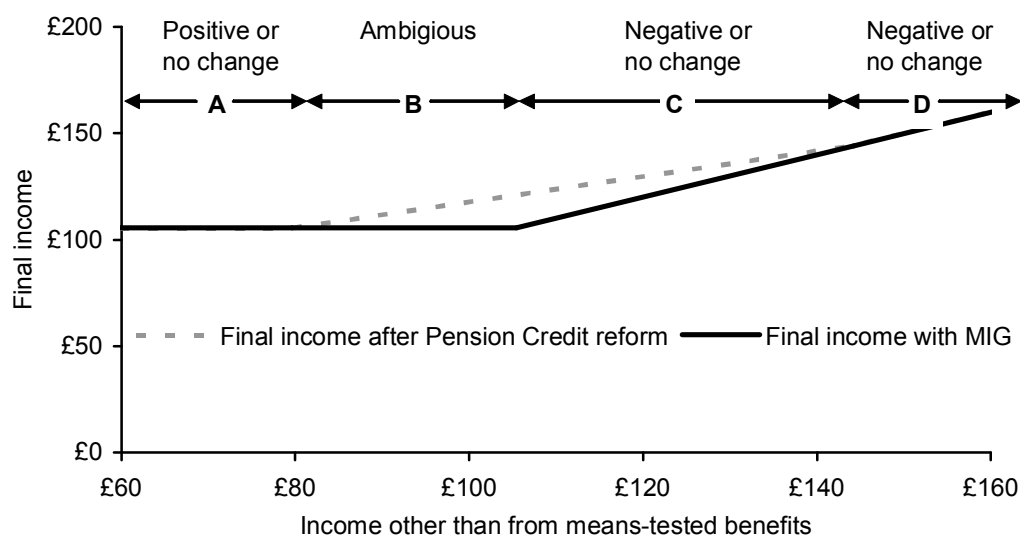 £200
Positive or
no change
Ambigious
Negative or
no change
Negative or
no change
A
B
C
D
£150
£100
£50
£0
Final income
Final income after Pension Credit reform
Final income with MIG
£60
£80
£100
£120
£140
£160
Income other than from means-tested benefits